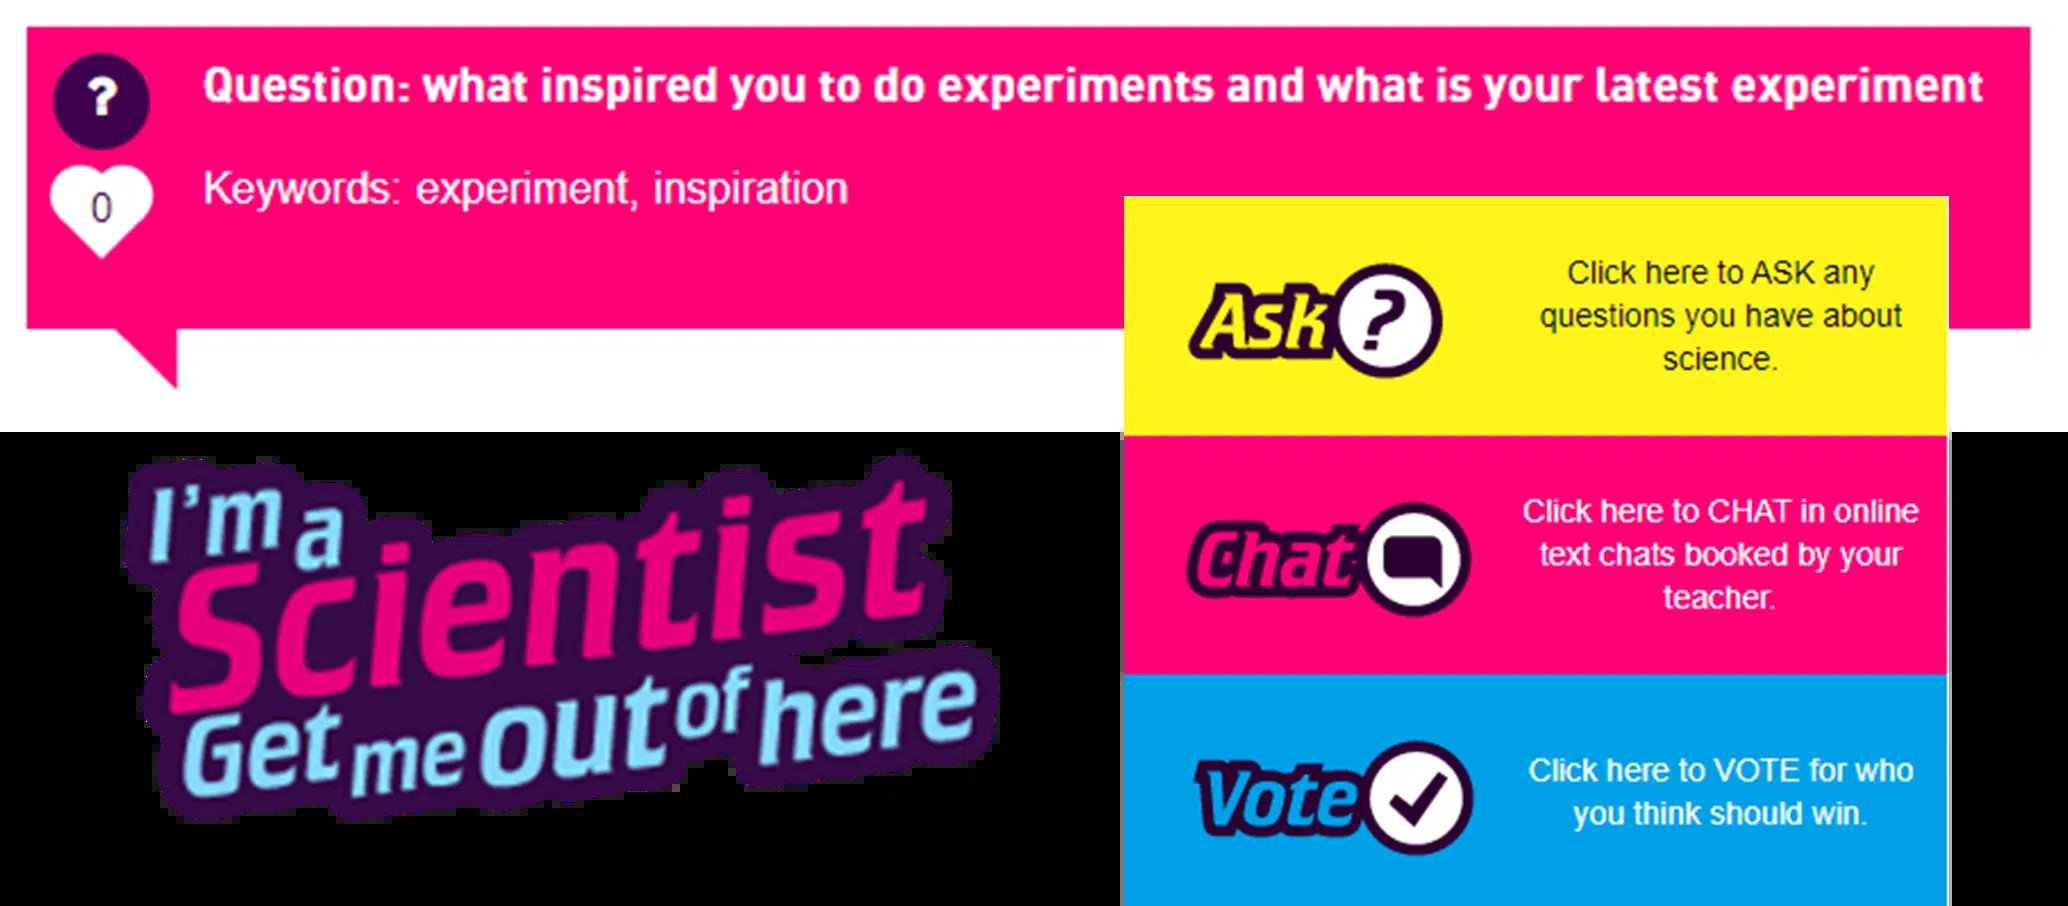 ?
Question: what inspired you to do experiments and what is your latest experiment
0
Keywords: experiment, inspiration
Ask ?
Click here to ASK any
questions you have about
science.
Chat
Click here to CHAT in online
text chats booked by your
teacher.
Vote
Click here to VOTE for who
you think should win.
I'm a
Scientist
Get me out of here